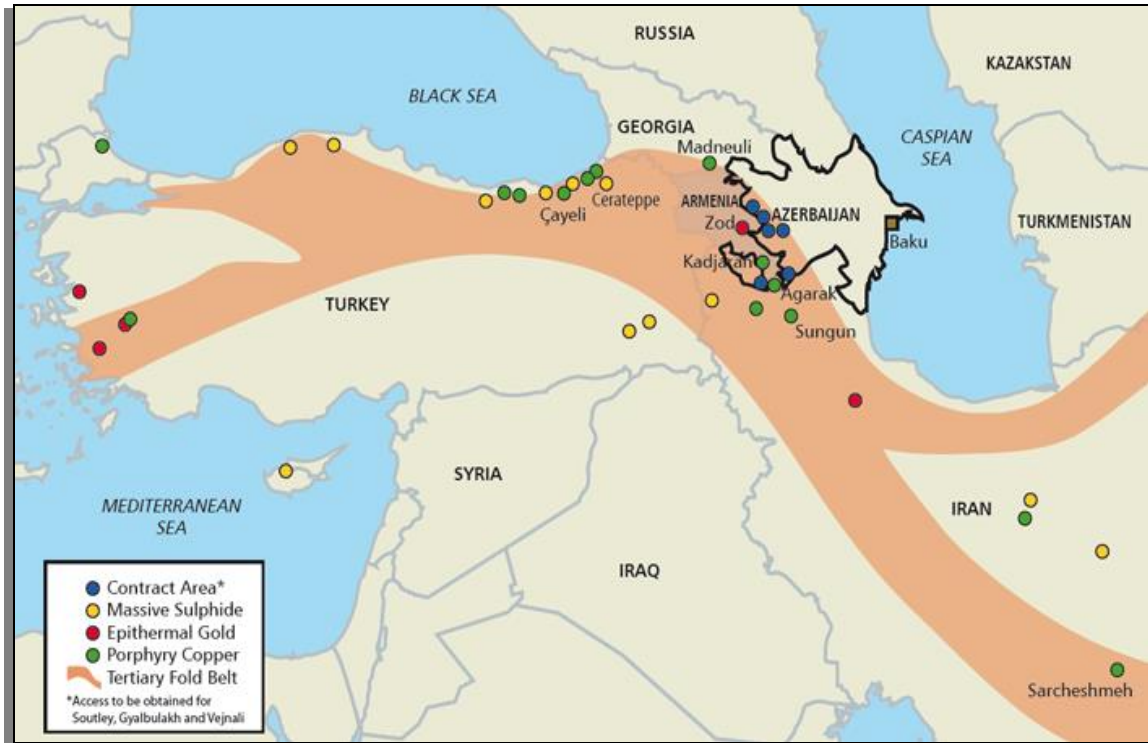 RUSSIA
KAZAKSTAN
BLACK SEA
CASPIAN
SEA
GEORGIA
Madneuli
ARMENIA
Cerateppe
Çayeli
Zod
AZERBAIJAN
TURKMENISTAN
Baku
Kadjaran
Agarak
TURKEY
Sungun
SYRIA
IRAN
MEDITERRANEAN
SEA
IRAQ
Contract Area*
Massive Sulphide
Epithermal Gold
Porphyry Copper
Tertiary Fold Belt
*Access to be obtained for
Soutley, Gyalbulakh and Vejnali
Sarcheshmeh